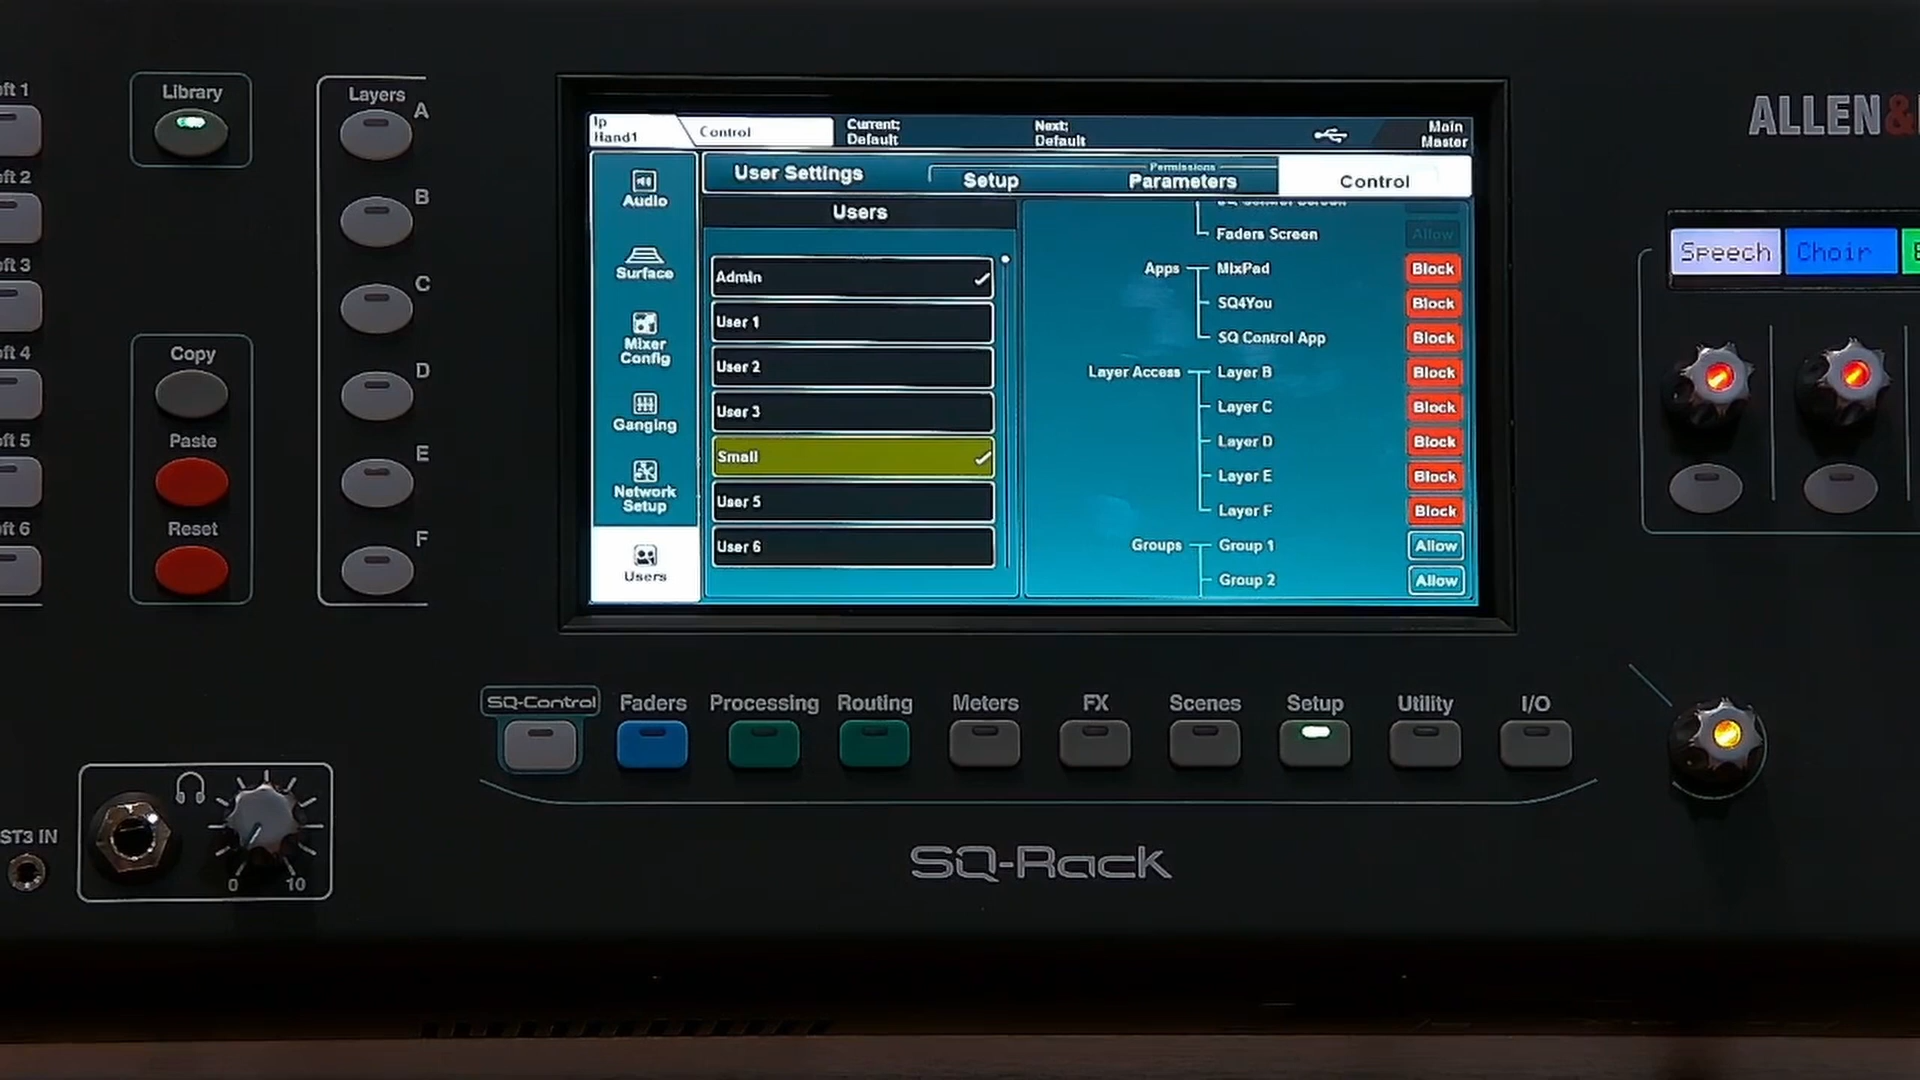 Library
Layers
A
B
C
D
E
F
Copy
Paste
Reset
ST3 IN
0
10
Ip
Hand1
Control
Current:
Default
Next:
Default
Main
Master
User Settings
Setup
Permissions
Parameters
Control
Audio
Surface
Mixer
Config
Ganging
Network
Setup
Users
Users
Admin
User 1
User 2
User 3
Small
User 5
User 6
Faders Screen
Allow
Apps
MixPad
Block
SQ4You
Block
SQ Control App
Block
Layer Access
Layer B
Block
Layer C
Block
Layer D
Block
Layer E
Block
Layer F
Block
Groups
Group 1
Allow
Group 2
Allow
SQ-Control
Faders
Processing
Routing
Meters
FX
Scenes
Setup
Utility
I/O
SQ-Rack
ALLEN&
Speech
Choir